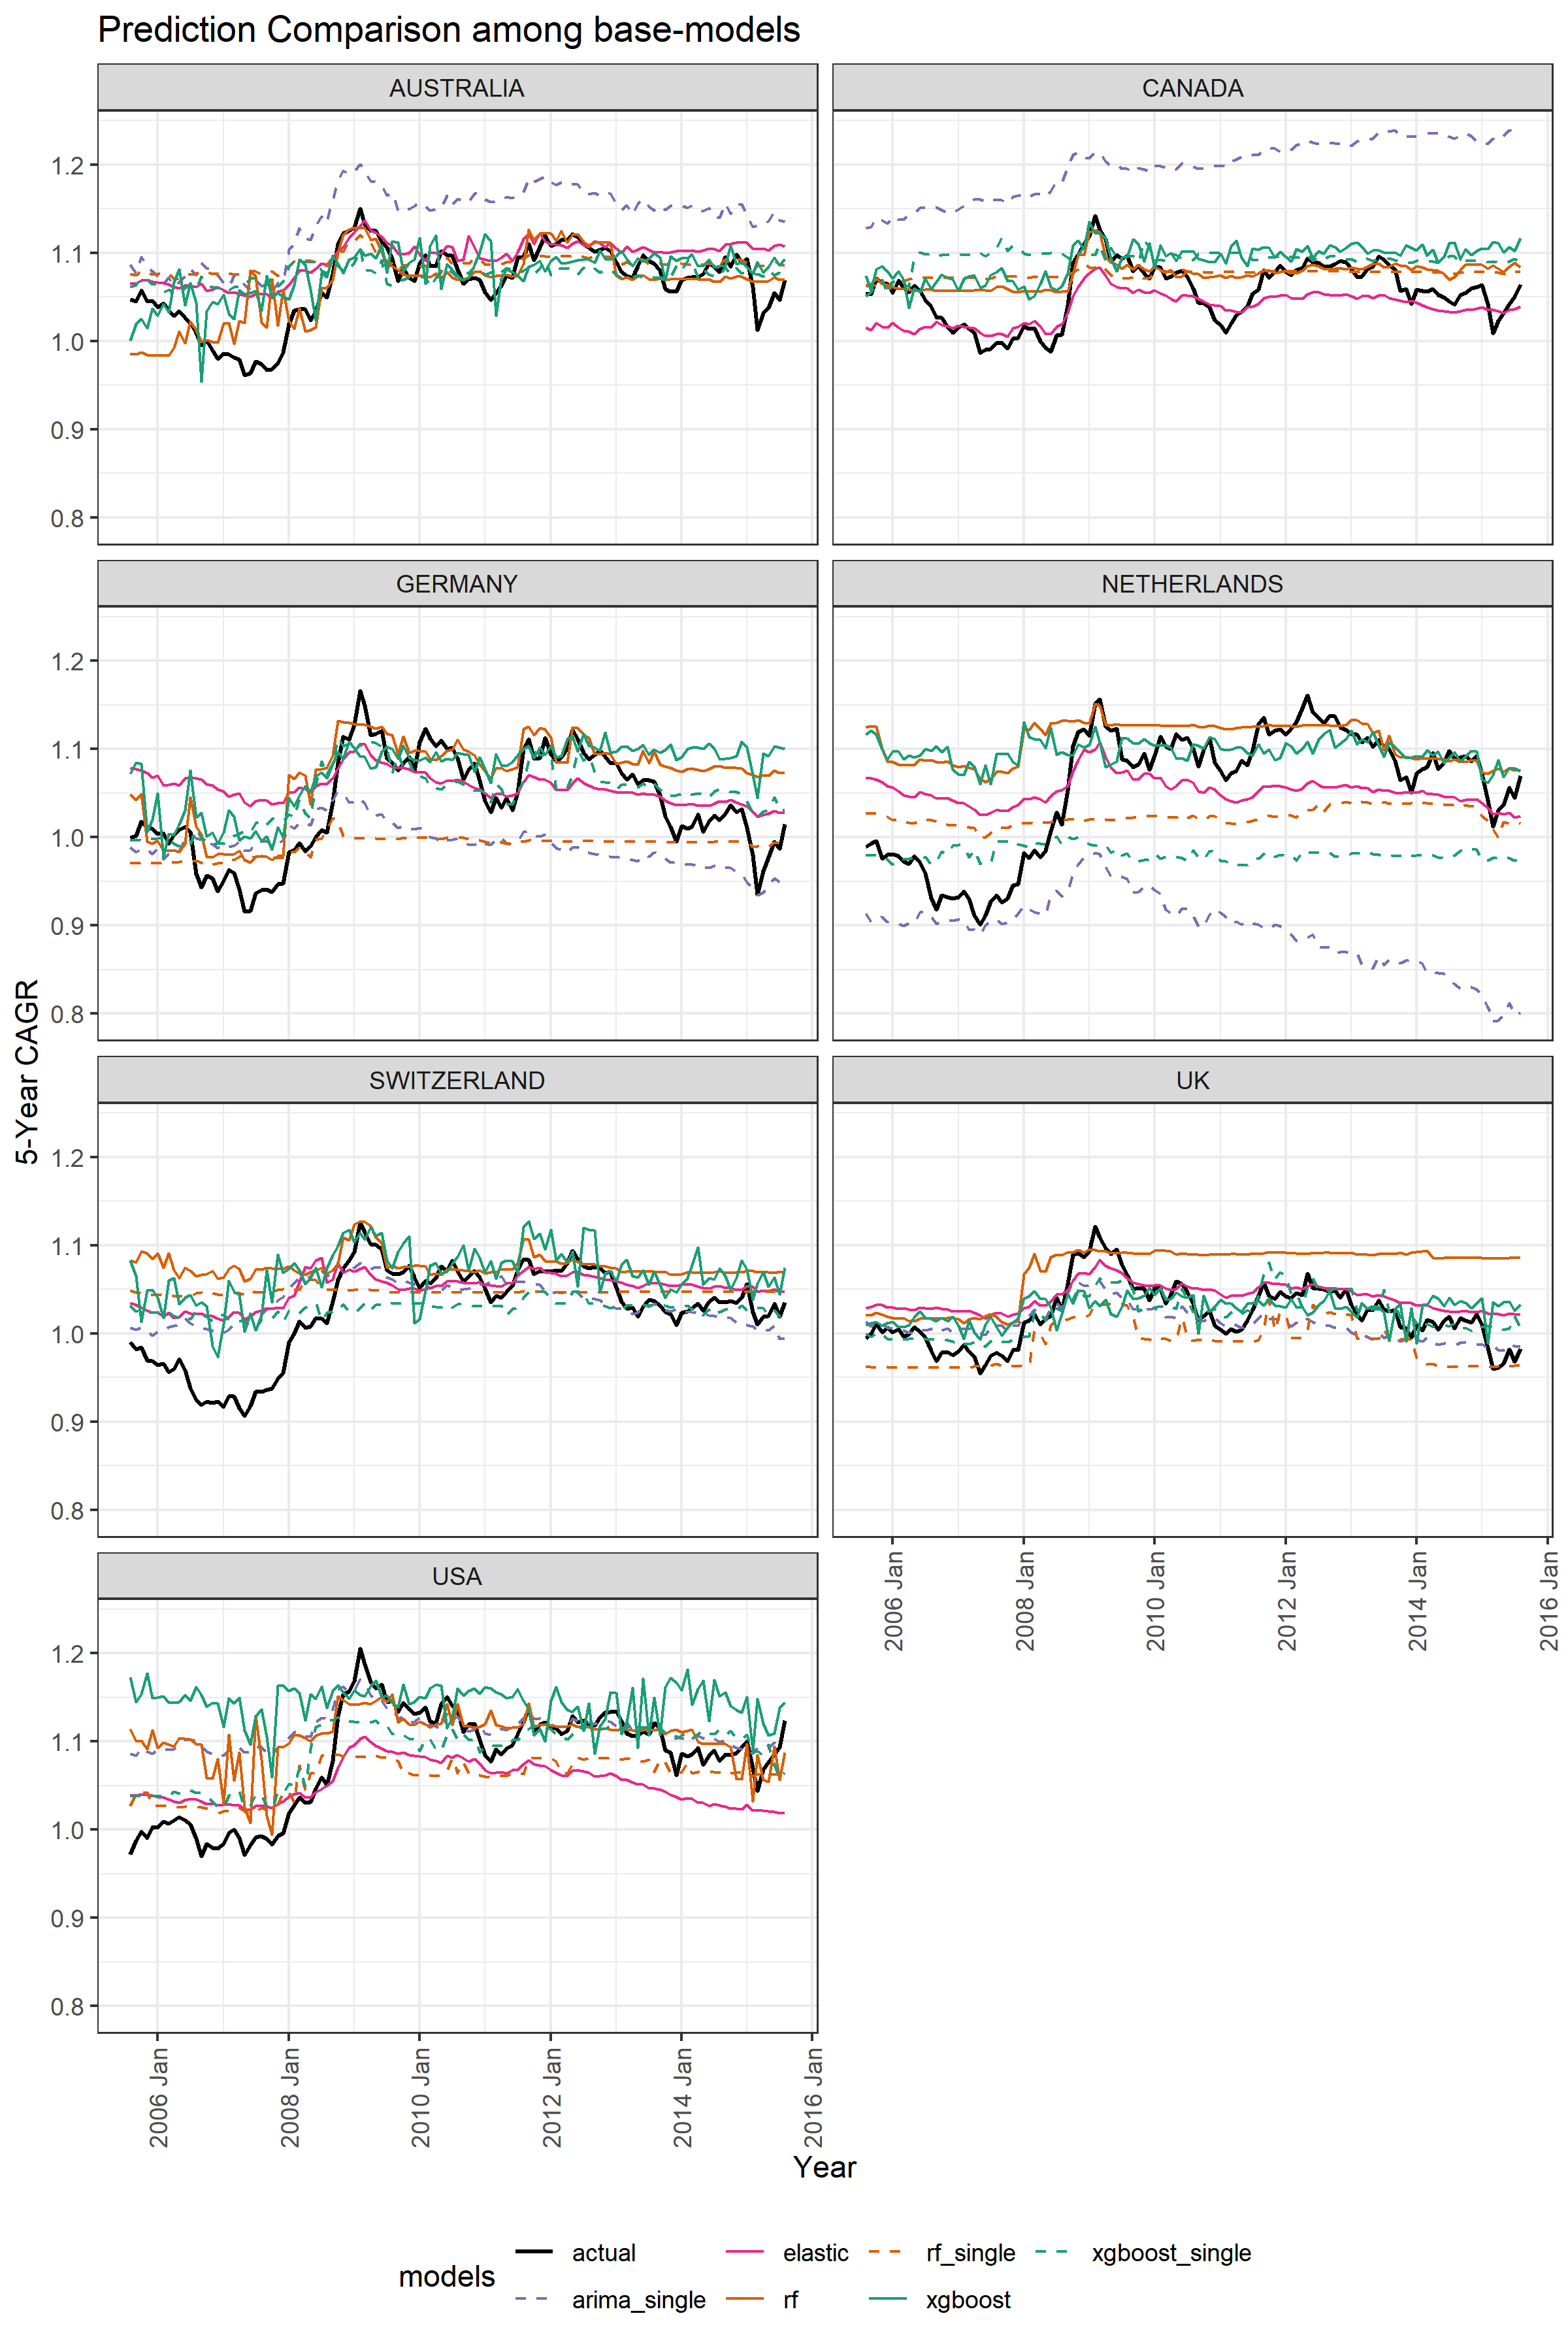 Prediction Comparison among base-models
AUSTRALIA
CANADA
1.2
1.1
1.0
0.9
0.8
GERMANY
NETHERLANDS
1.2
1.1
1.0
0.9
0.8
5-Year CAGR
SWITZERLAND
UK
1.2
1.1
1.0
0.9
0.8
2006 Jan
2008 Jan
2010 Jan
2012 Jan
2014 Jan
2016 Jan
USA
1.2
1.1
1.0
0.9
0.8
2006 Jan
2008 Jan
2010 Jan
2012 Jan
2014 Jan
2016 Jan
Year
models
actual
elastic
rf_single
xgboost_single
arima_single
rf
xgboost